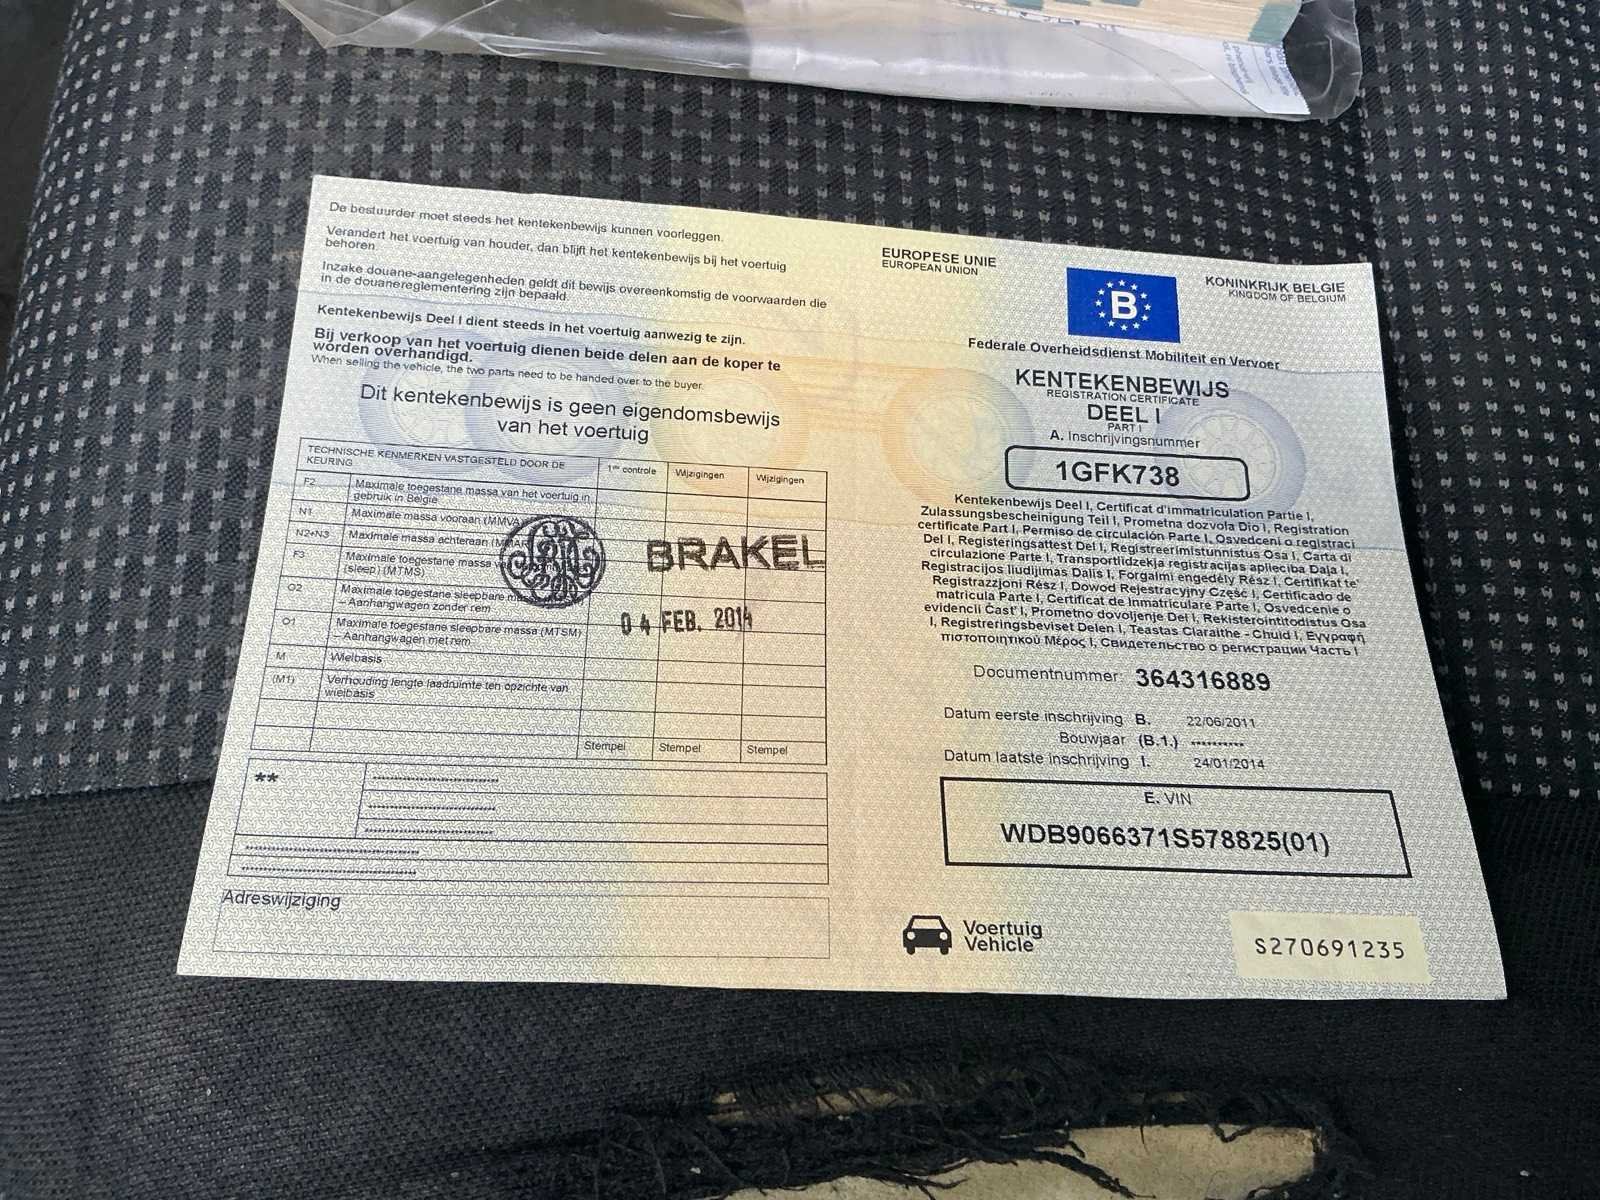 De bestuurder moet steeds het kentekenbewijs kunnen voorleggen.
Verandert het voertuig van houder, dan blijft het kentekenbewijs bij het voertuig
behoren.
Inzake douane-aangelegenheden geldt dit bewijs overeenkomstig de voorwaarden die
in de douanereglementering zijn bepaald.
Kentekenbewijs Deel I dient steeds in het voertuig aanwezig te zijn.
Bij verkoop van het voertuig dienen beide delen aan de koper te
worden overhandigd.
When selling the vehicle, the two parts need to be handed over to the buyer.
Dit kentekenbewijs is geen eigendomsbewijs
van het voertuig
TECHNISCHE KENMERKEN VASTGESTELD DOOR DE
KEURING
1ste controle
Wijzigingen
Wijzigingen
F2 Maximale toegestane massa van het voertuig in
gebruik in België
N1 Maximale massa vooraan (MMVA)
N2+N3 Maximale massa achteraan (MMAR
F3 Maximale toegestane massa
(sleep) (MTMS)
O2 Maximale toegestane sleepbare
– Aanhangwagen zonder rem
O1 Maximale toegestane sleepbare massa (MTSM)
– Aanhangwagen met rem
M Wielbasis
(M1) Verhouding lengte laadruimte ten opzichte van
wielbasis
Stempel Stempel Stempel
BRAKEL
04 FEB. 2014
**
Adreswijziging
EUROPESE UNIE
EUROPEAN UNION
B
KONINKRIJK BELGIE
KINGDOM OF BELGIUM
Federale Overheidsdienst Mobiliteit en Vervoer
KENTEKENBEWIJS
REGISTRATION CERTIFICATE
DEEL I
PART I
A. Inschrijvingsnummer
1GFK738
Kentekenbewijs Deel I, Certificat d'immatriculation Partie I,
Zulassungsbescheinigung Teil I, Prometna dozvola Dio I, Registration
certificate Part I, Permiso de circulación Parte I, Osvedceni o registraci
Del I, Registeringsattest Del I, Registreerimistunnistus Osa I, Carta di
circulazione Parte I, Transportlidzekja registracijas aplieciba Daļa I,
Registracijos liudijimas Dalis I, Forgalmi engedély Rész I, Certifikat ta'
Registrazzjoni Rész I, Dowod Rejestracyjny Część I, Certificado de
matricula Parte I, Certificat de Inmatriculare Parte I, Osvedcenie o
evidencii Časť I, Prometno dovoljenje Del I, Rekisterointitodistus Osa
I, Registreringsbeviset Delen I, Teastas Claraithe - Chuid I, Εγγραφή
πιστοποιητικού Μέρος I, Свидетельство о регистрации Часть I
Documentnummer: 364316889
Datum eerste inschrijving B. 22/06/2011
Bouwjaar (B.1.) **********
Datum laatste inschrijving I. 24/01/2014
E. VIN
WDB9066371S578825(01)
Voertuig
Vehicle
S270691235